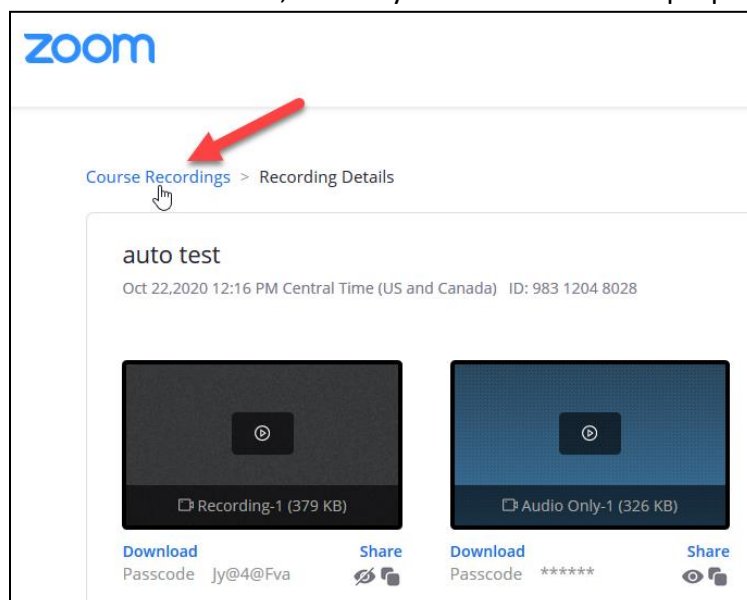 zoom
Course Recordings > Recording Details
auto test
Oct 22,2020 12:16 PM Central Time (US and Canada) ID: 983 1204 8028
Recording-1 (379 KB)
Audio Only-1 (326 KB)
Download Share Download Share
Passcode Jy@4@Fva Passcode ******